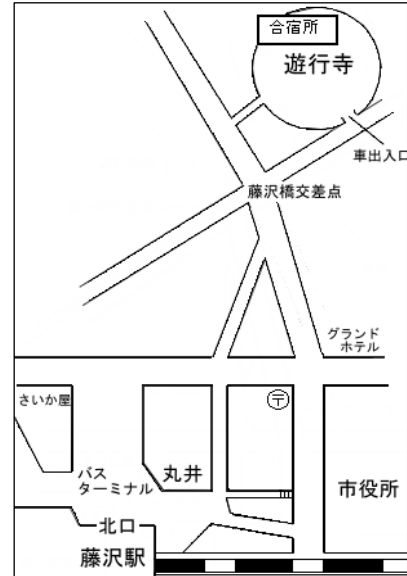 合宿所
遊行寺
車出入口
藤沢橋交差点
グランド
ホテル
さいか屋
〒
バス
ターミナル
丸井
市役所
北口
藤沢駅